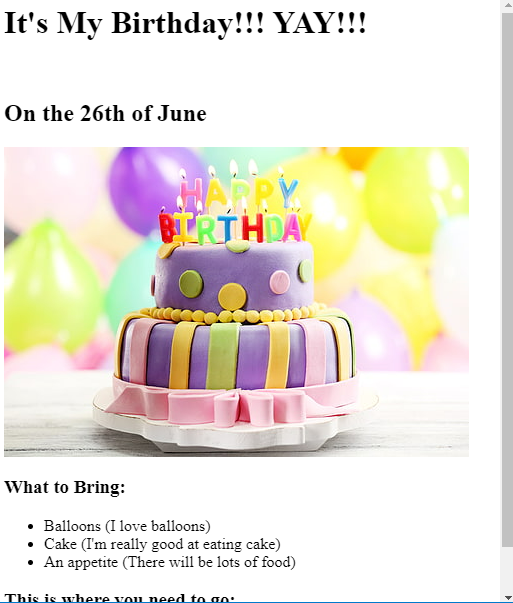 It's My Birthday!!! YAY!!!
On the 26th of June
HAPPY
BIRTHDAY
What to Bring:
Balloons (I love balloons)
Cake (I'm really good at eating cake)
An appetite (There will be lots of food)
This is where you need to go: